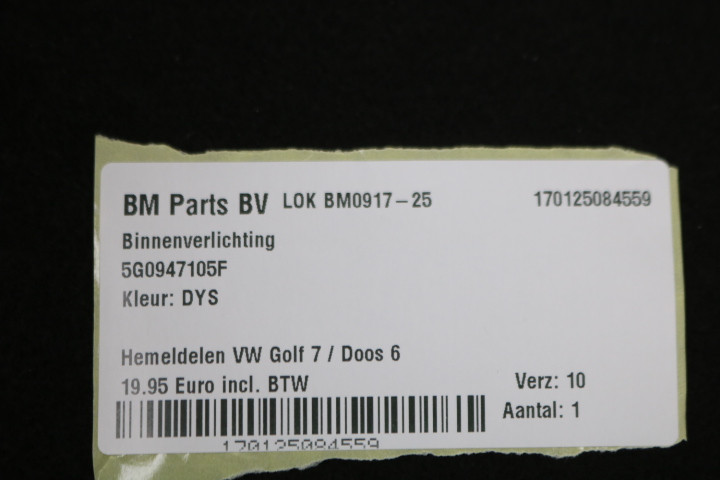 BM Parts BV LOK BM0917-25 170125084559
Binnenverlichting
5G0947105F
Kleur: DYS
Hemeldelen VW Golf 7 / Doos 6
19.95 Euro incl. BTW Verz: 10
Aantal: 1
170125084559